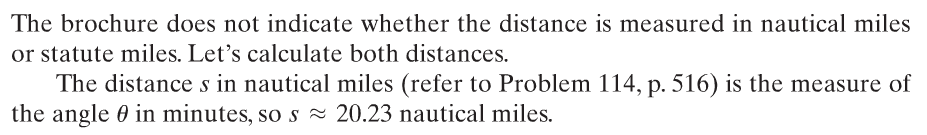 The brochure does not indicate whether the distance is measured in nautical miles
or statute miles. Let’s calculate both distances.
The distance s in nautical miles (refer to Problem 114, p. 516) is the measure of
the angle θ in minutes, so s ≈ 20.23 nautical miles.